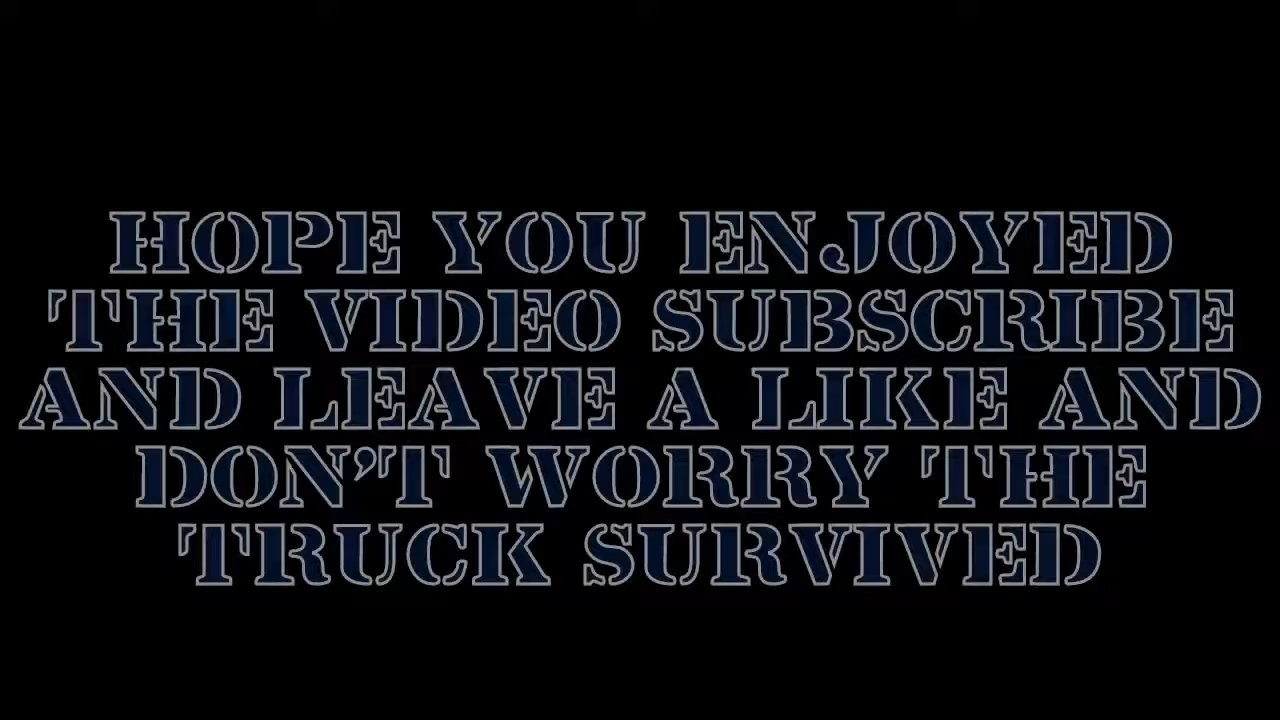 HOPE YOU ENJOYED
THE VIDEO SUBSCRIBE
AND LEAVE A LIKE AND
DON'T WORRY THE
TRUCK SURVIVED